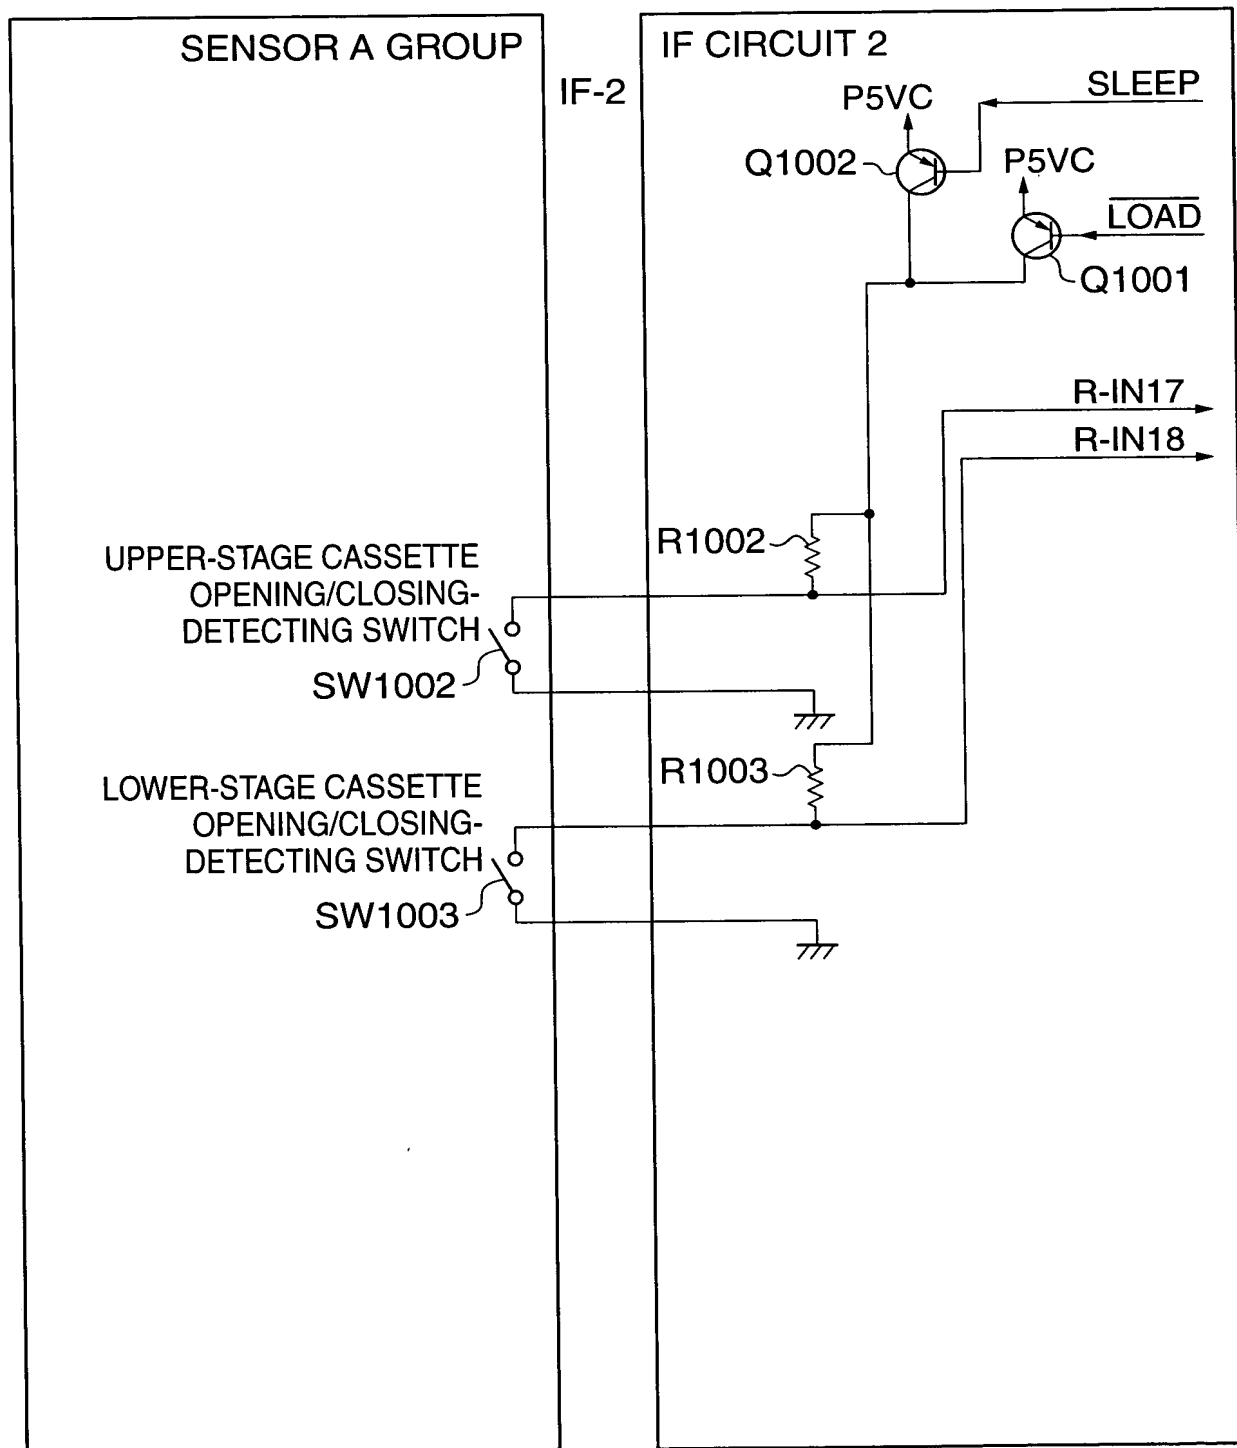 SENSOR A GROUP
IF-2
IF CIRCUIT 2
SLEEP
P5VC
Q1002
P5VC
LOAD
Q1001
R-IN17
R-IN18
R1002
UPPER-STAGE CASSETTE
OPENING/CLOSING-
DETECTING SWITCH
SW1002
R1003
LOWER-STAGE CASSETTE
OPENING/CLOSING-
DETECTING SWITCH
SW1003